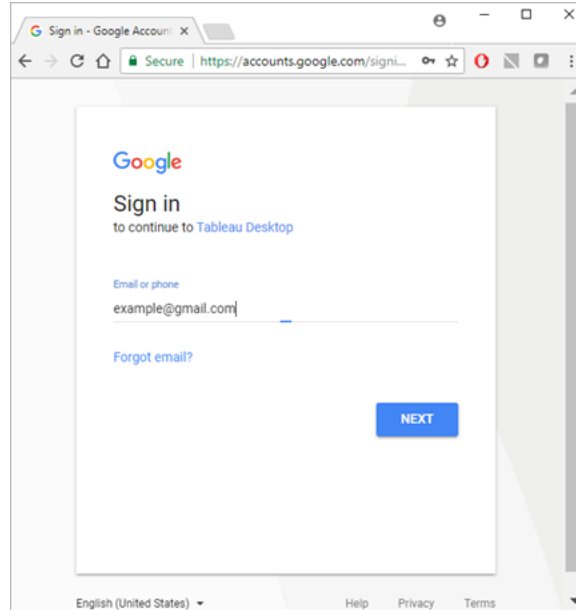 Sign in - Google Accoun
Secure | https://accounts.google.com/signi...
Google
Sign in
to continue to Tableau Desktop
Email or phone
example@gmail.com
Forgot email?
NEXT
English (United States) Help Privacy Terms